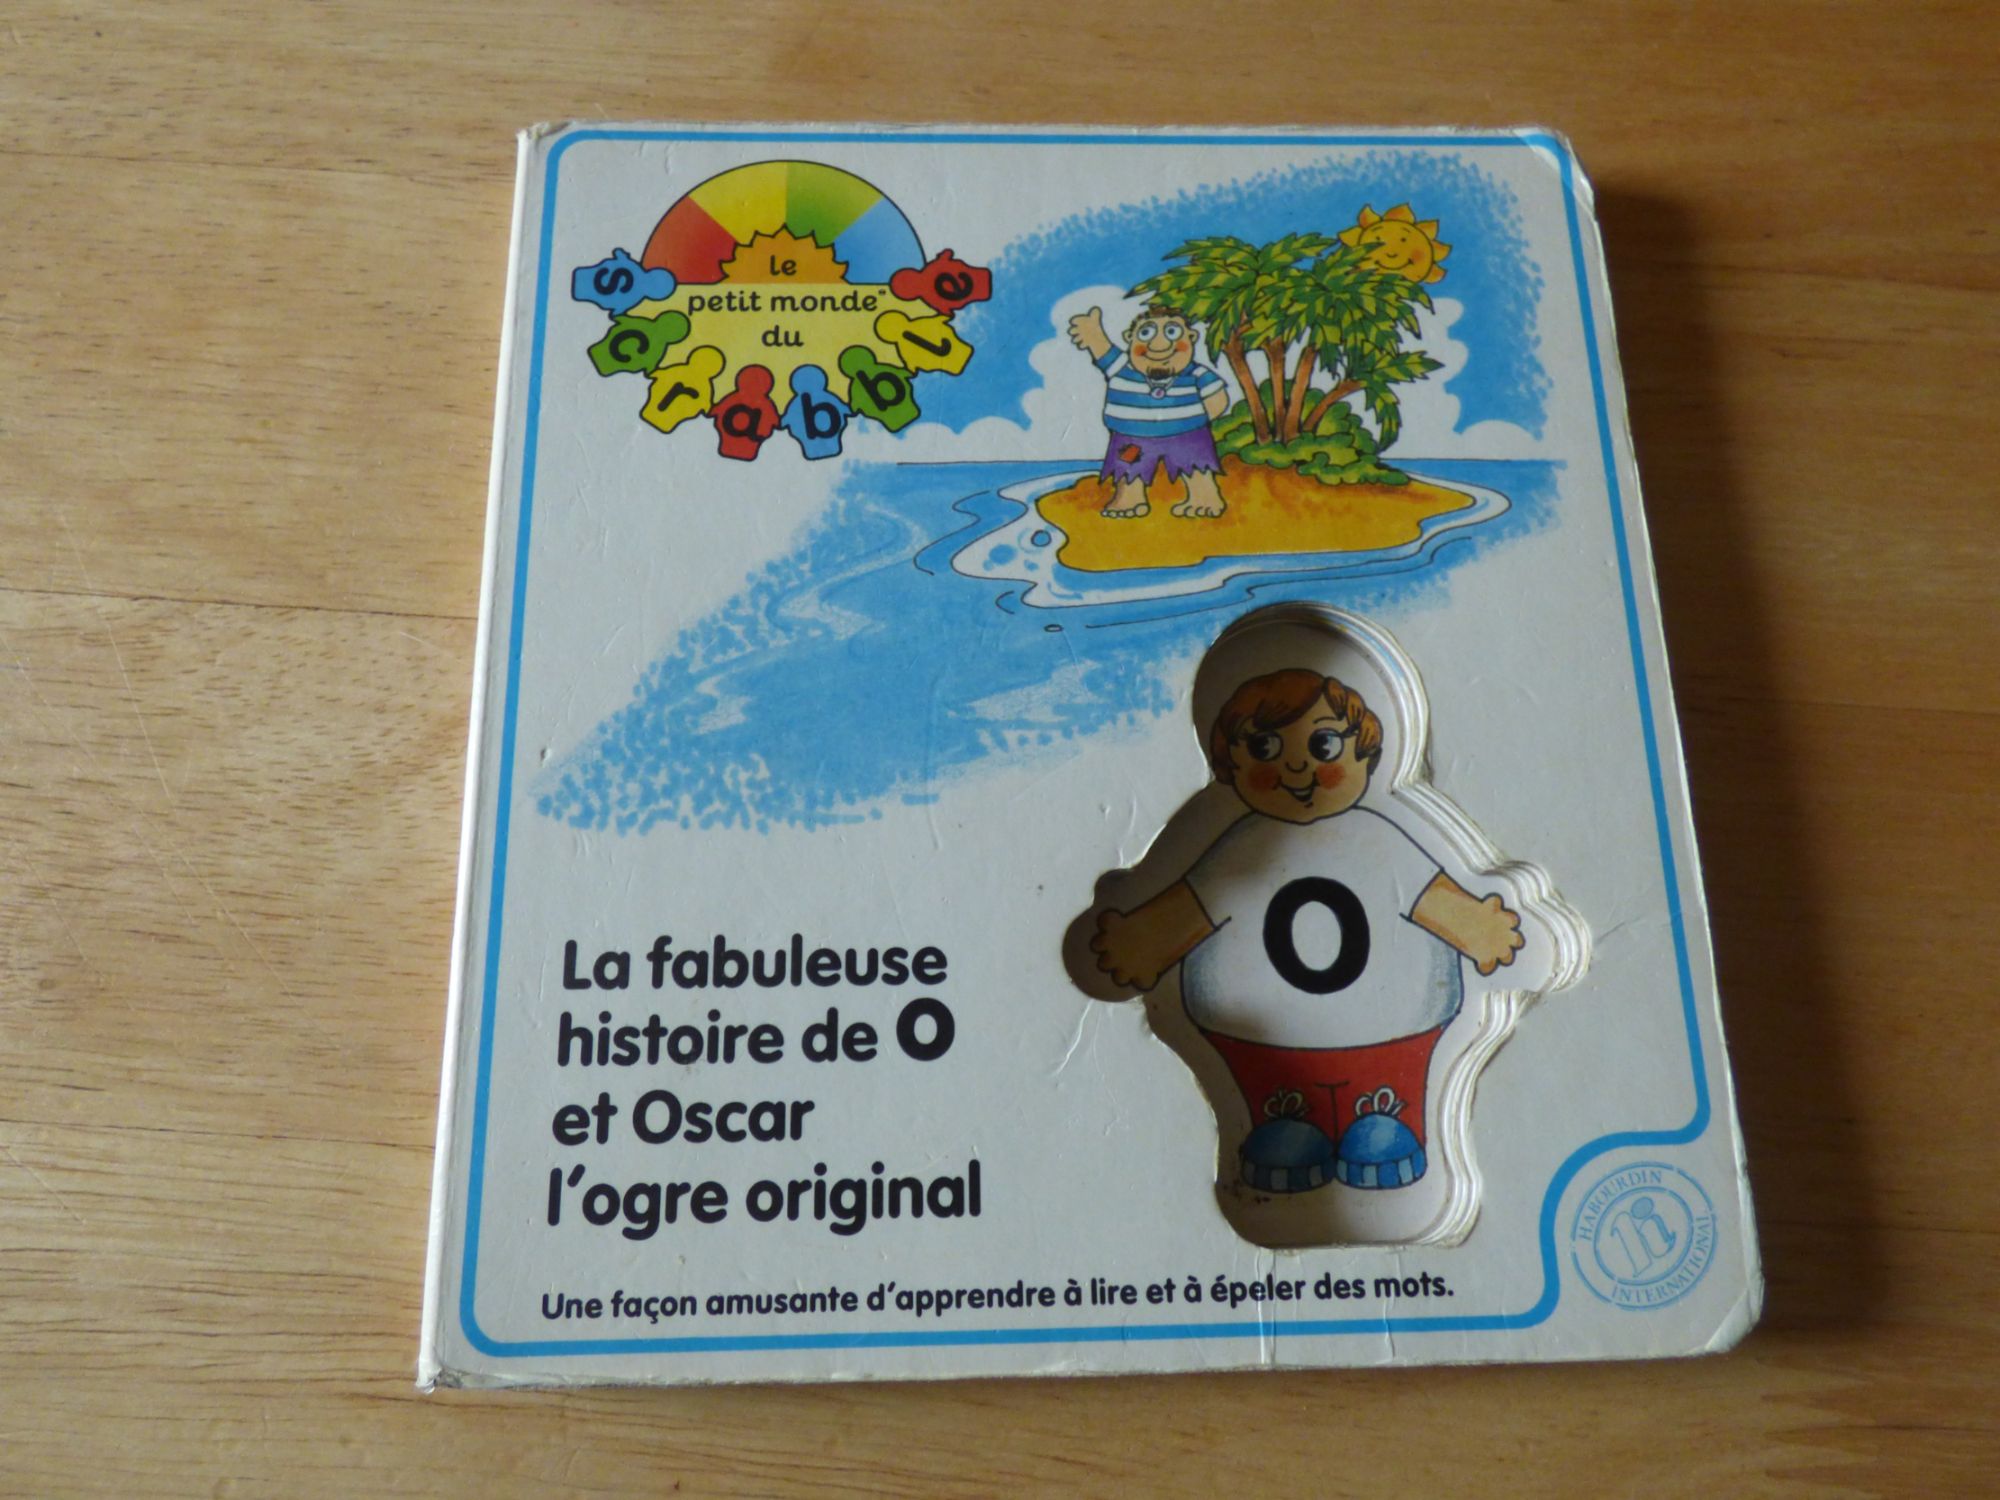 le
petit monde
du
scrabble
O
La fabuleuse
histoire de O
et Oscar
l'ogre original
Une façon amusante d'apprendre à lire et à épeler des mots.
HABOURDIN
INTERNATIONAL